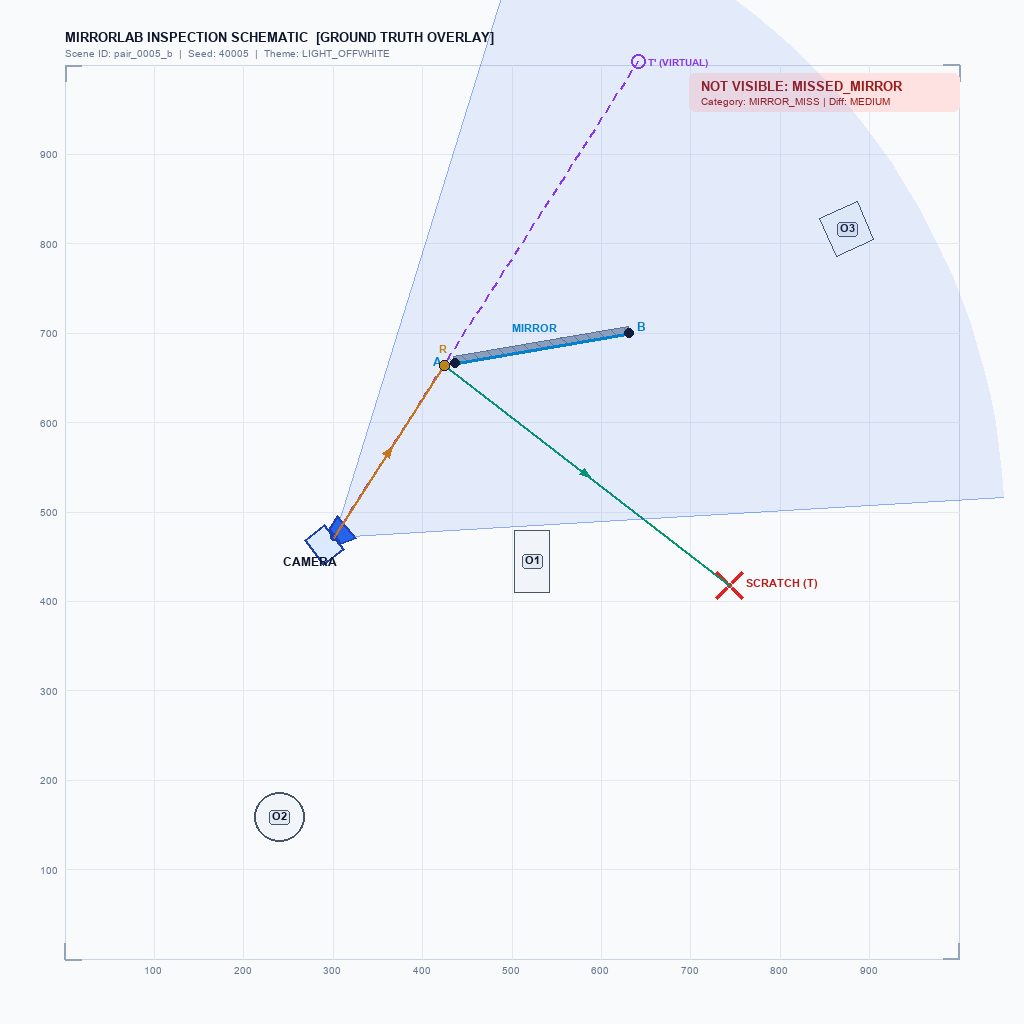 MIRRORLAB INSPECTION SCHEMATIC  [GROUND TRUTH OVERLAY]
Scene ID: pair_0005_b  |  Seed: 40005  |  Theme: LIGHT_OFFWHITE
T' (VIRTUAL)
NOT VISIBLE: MISSED_MIRROR
Category: MIRROR_MISS | Diff: MEDIUM
900
O3
800
MIRROR
B
700
R
A
600
500
CAMERA
O1
SCRATCH (T)
400
300
200
O2
100
100 200 300 400 500 600 700 800 900